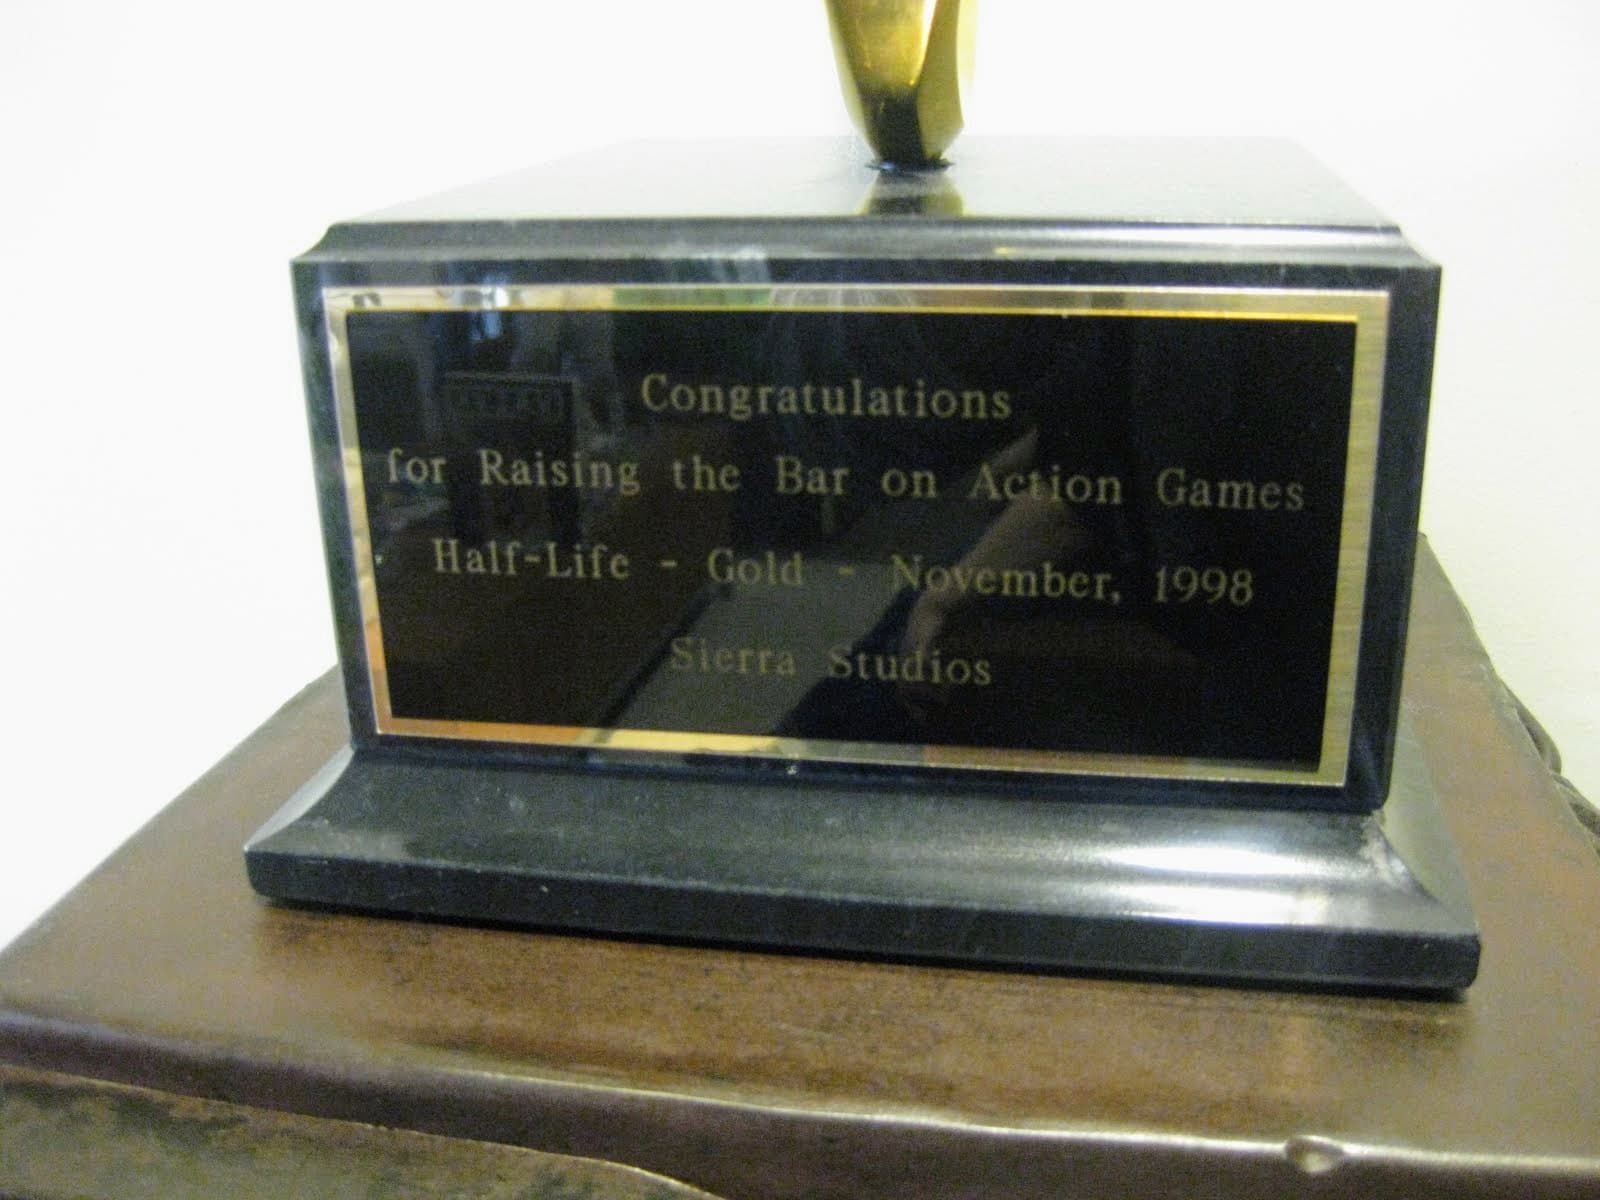 Congratulations
for Raising the Bar on Action Games
Half-Life - Gold - November, 1998
Sierra Studios